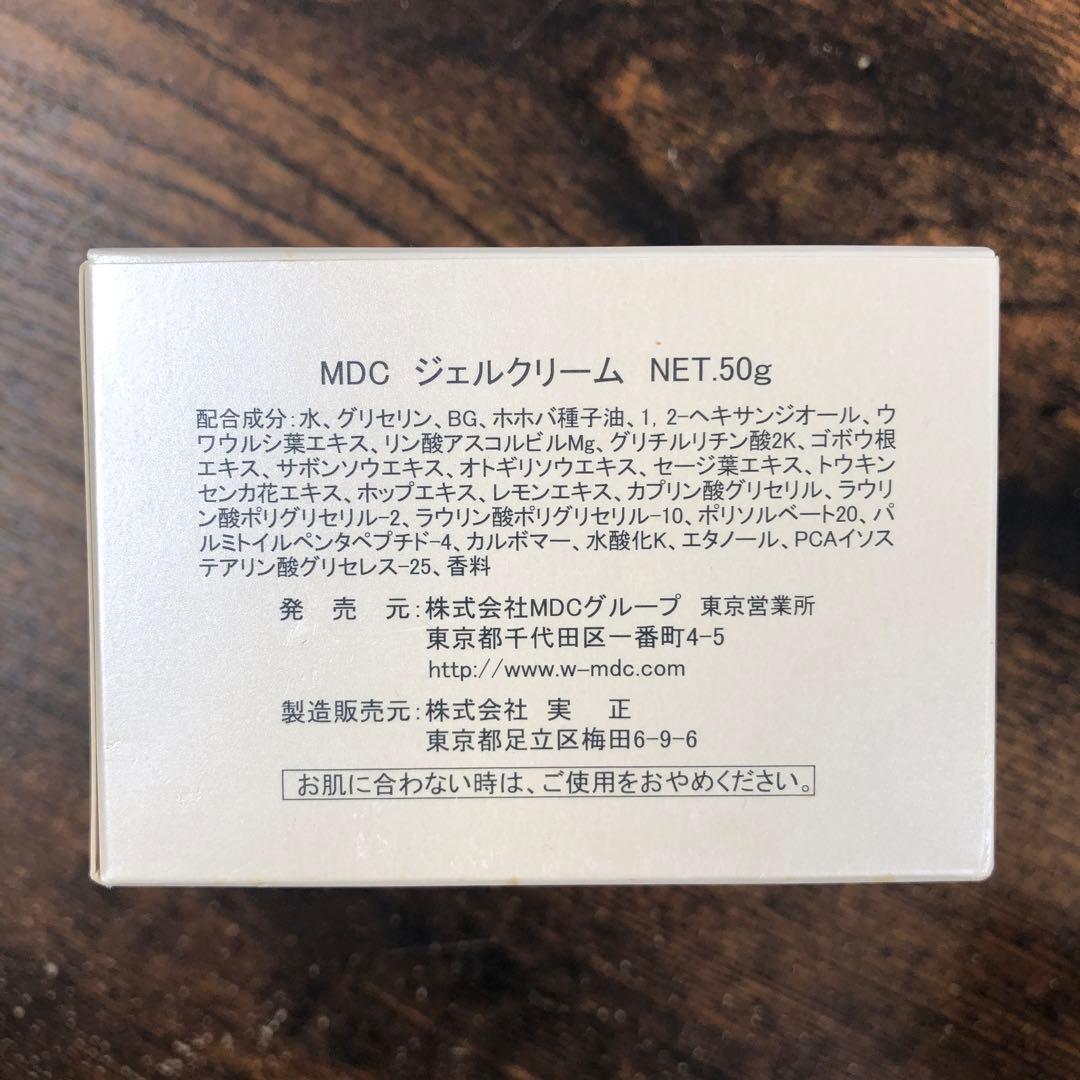 MDC ジェルクリーム NET.50g
配合成分:水、グリセリン、BG、ホホバ種子油、1, 2-ヘキサンジオール、ウ
ワウルシ葉エキス、リン酸アスコルビルMg、グリチルリチン酸2K、ゴボウ根
エキス、サボンソウエキス、オトギリソウエキス、セージ葉エキス、トウキン
センカ花エキス、ホップエキス、レモンエキス、カプリン酸グリセリル、ラウリ
ン酸ポリグリセリル-2、ラウリン酸ポリグリセリル-10、ポリソルベート20、パ
ルミトイルペンタペプチド-4、カルボマー、水酸化K、エタノール、PCAイソス
テアリン酸グリセレス-25、香料
発 売 元:株式会社MDCグループ 東京営業所
東京都千代田区一番町4-5
http://www.w-mdc.com
製造販売元:株式会社 実 正
東京都足立区梅田6-9-6
お肌に合わない時は、ご使用をおやめください。